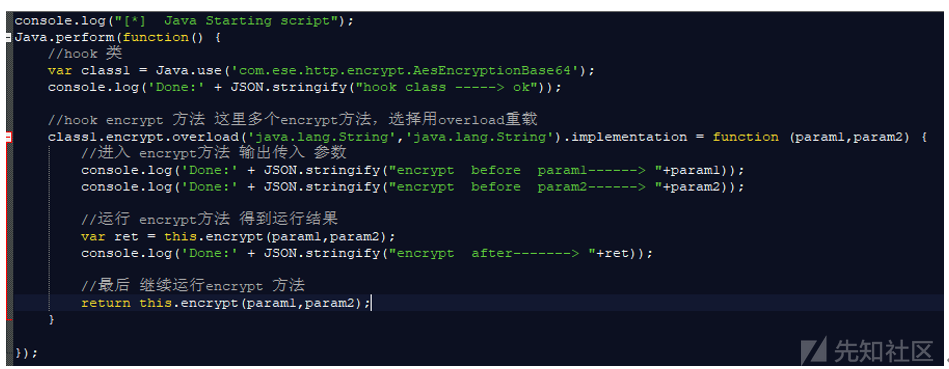 console.log("[*]  Java Starting script");
Java.perform(function() {
//hook 类
var class1 = Java.use('com.ese.http.encrypt.AesEncryptionBase64');
console.log('Done:' + JSON.stringify("hook class -----> ok"));
//hook encrypt 方法 这里多个encrypt方法，选择用overload重载
class1.encrypt.overload('java.lang.String','java.lang.String').implementation = function (param1,param2) {
//进入 encrypt方法 输出传入 参数
console.log('Done:' + JSON.stringify("encrypt  before  param1------> "+param1));
console.log('Done:' + JSON.stringify("encrypt  before  param2------> "+param2));
//运行 encrypt方法 得到运行结果
var ret = this.encrypt(param1,param2);
console.log('Done:' + JSON.stringify("encrypt  after-------> "+ret));
//最后 继续运行encrypt 方法
return this.encrypt(param1,param2);
}
});
先知社区